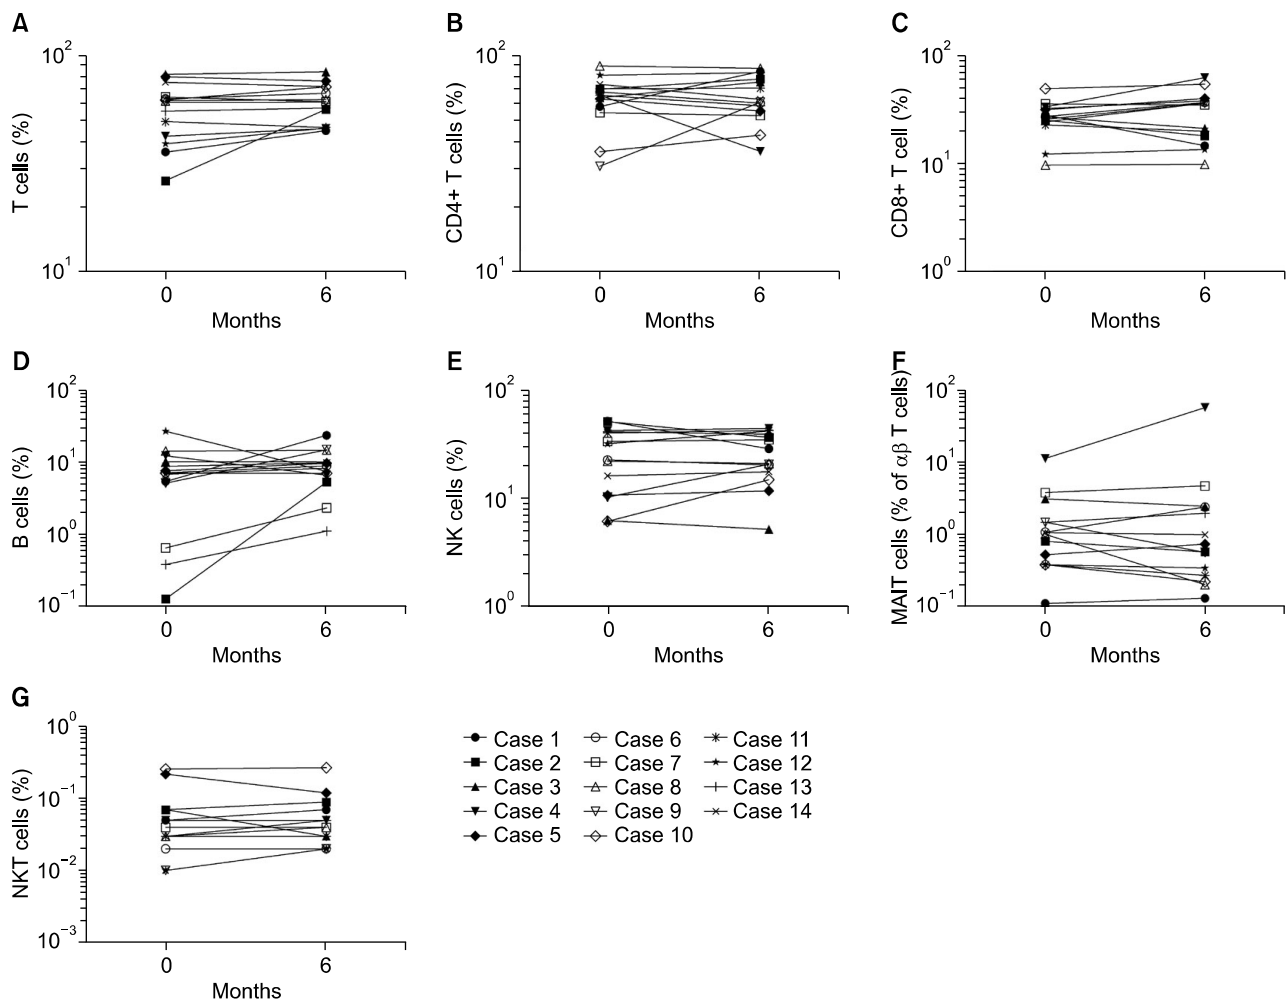 A
10²
10¹
T cells (%)
0
6
Months
B
10²
10¹
CD4+ T cells (%)
0
6
Months
C
10²
10¹
10⁰
CD8+ T cell (%)
0
6
Months
D
10²
10¹
10⁰
10⁻¹
B cells (%)
0
6
Months
E
10²
10¹
10⁰
NK cells (%)
0
6
Months
F
10²
10¹
10⁰
10⁻¹
MAIT cells (% of αβ T cells)
0
6
Months
G
10⁰
10⁻¹
10⁻²
10⁻³
NKT cells (%)
0
6
Months
Case 1
Case 2
Case 3
Case 4
Case 5
Case 6
Case 7
Case 8
Case 9
Case 10
Case 11
Case 12
Case 13
Case 14